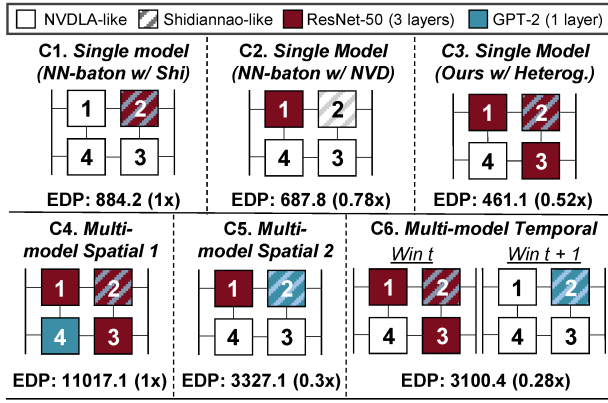 NVDLA-like Shidiannao-like ResNet-50 (3 layers) GPT-2 (1 layer)
C1. Single model
(NN-baton w/ Shi)
1 2
4 3
EDP: 884.2 (1x)
C2. Single Model
(NN-baton w/ NVD)
1 2
4 3
EDP: 687.8 (0.78x)
C3. Single Model
(Ours w/ Heterog.)
1 2
4 3
EDP: 461.1 (0.52x)
C4. Multi-
model Spatial 1
1 2
4 3
EDP: 11017.1 (1x)
C5. Multi-
model Spatial 2
1 2
4 3
EDP: 3327.1 (0.3x)
C6. Multi-model Temporal
Win t Win t + 1
1 2 1 2
4 3 4 3
EDP: 3100.4 (0.28x)